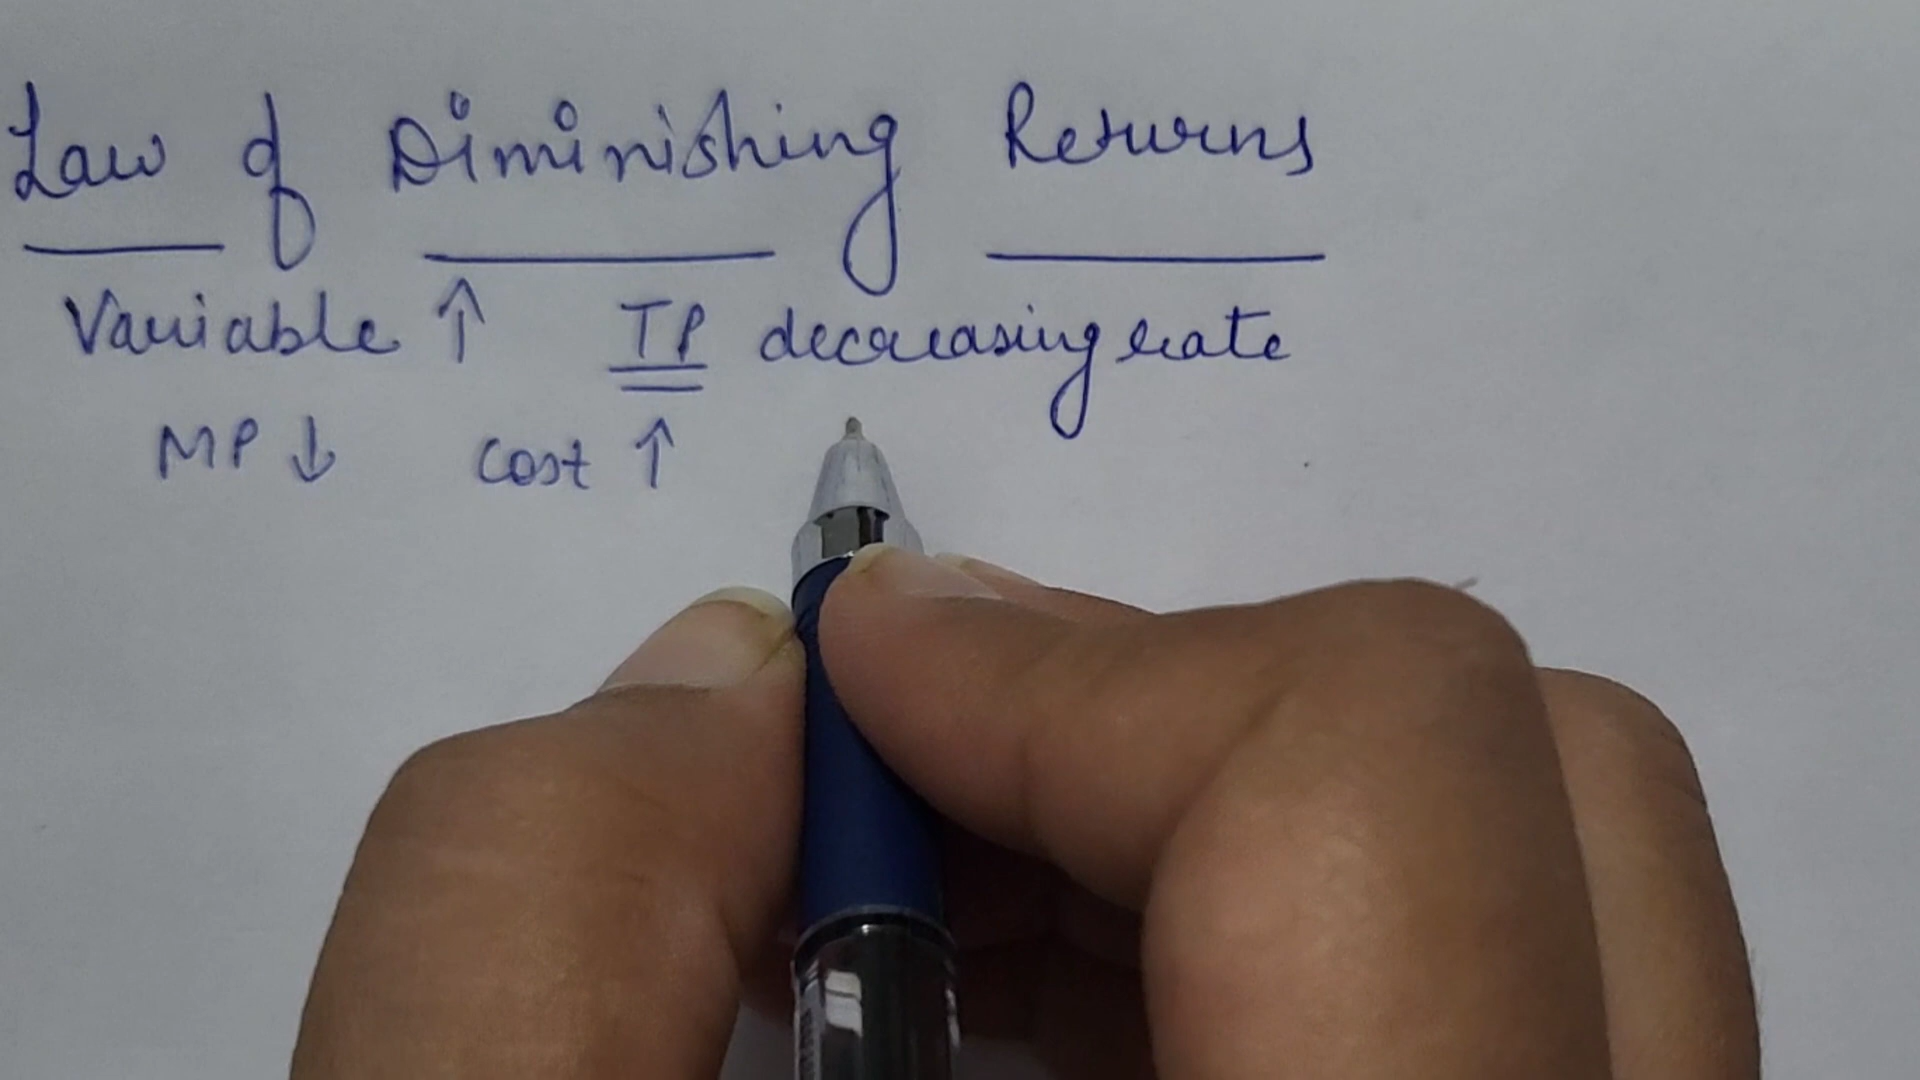 Law of Diminishing Returns
Variable ↑ TP decreasing rate
MP ↓ cost ↑